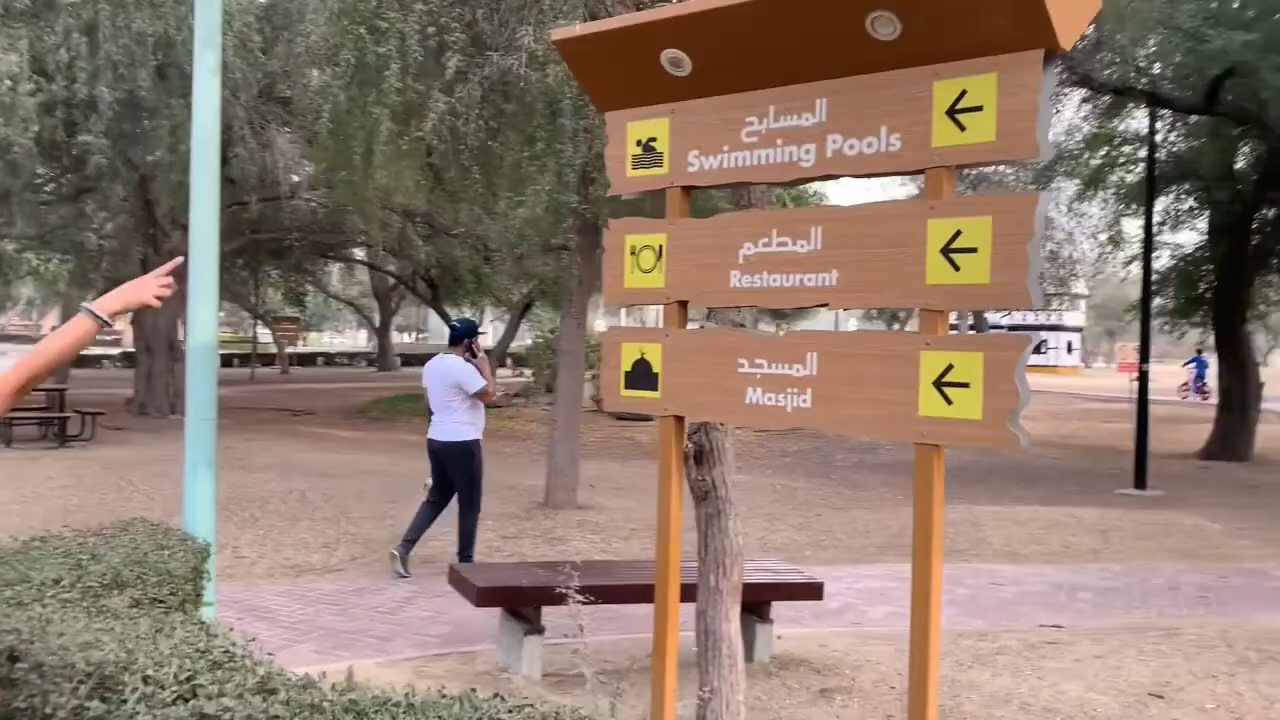 المسابح
Swimming Pools
المطعم
Restaurant
المسجد
Masjid